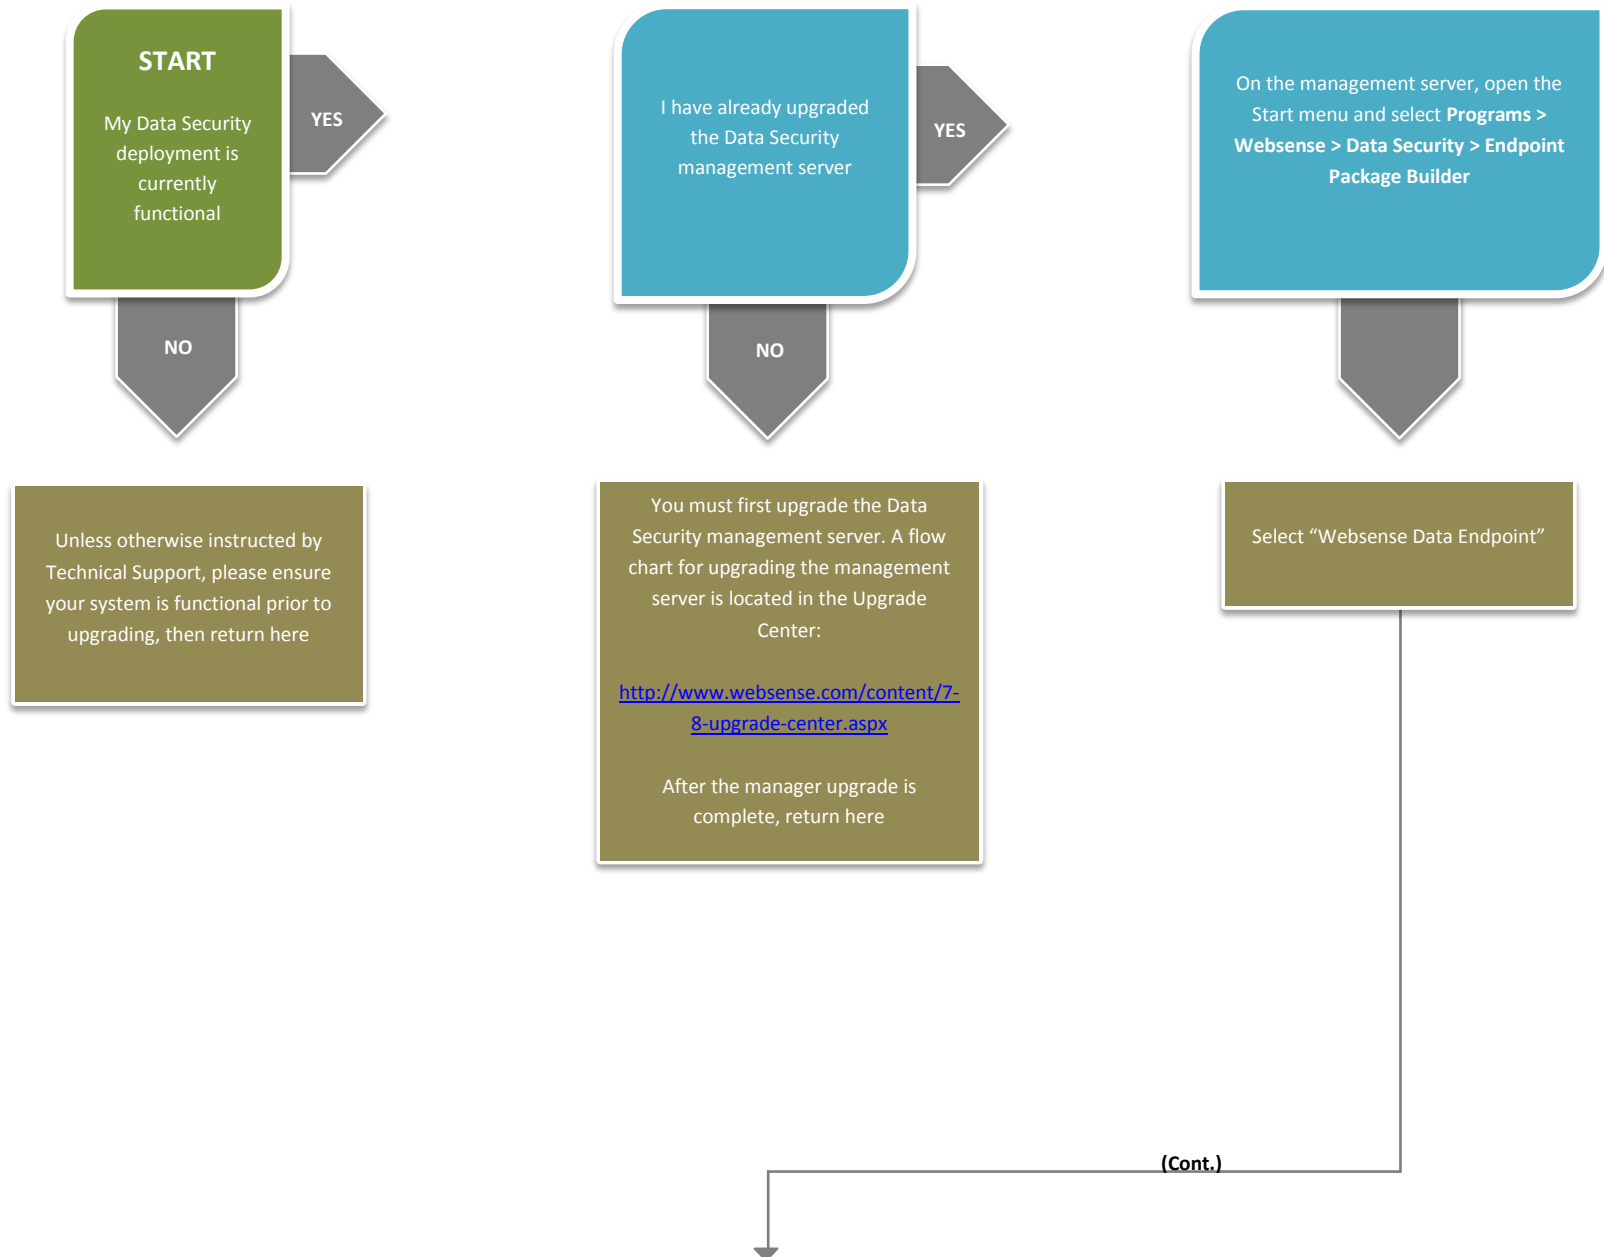 START
My Data Security
deployment is
currently
functional
YES
NO
Unless otherwise instructed by
Technical Support, please ensure
your system is functional prior to
upgrading, then return here
I have already upgraded
the Data Security
management server
YES
NO
You must first upgrade the Data
Security management server. A flow
chart for upgrading the management
server is located in the Upgrade
Center:
http://www.websense.com/content/7-
8-upgrade-center.aspx
After the manager upgrade is
complete, return here
On the management server, open the
Start menu and select Programs >
Websense > Data Security > Endpoint
Package Builder
Select “Websense Data Endpoint”
(Cont.)